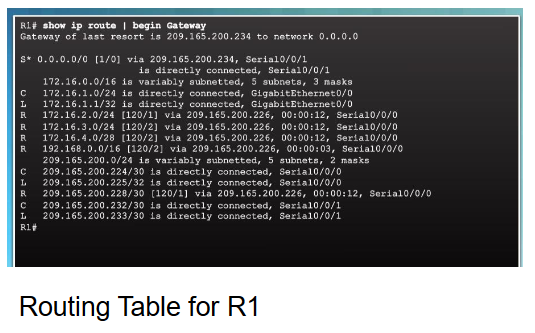 R1# show ip route | begin Gateway
Gateway of last resort is 209.165.200.234 to network 0.0.0.0
S* 0.0.0.0/0 [1/0] via 209.165.200.234, Serial0/0/1
is directly connected, Serial0/0/1
172.16.0.0/16 is variably subnetted, 5 subnets, 3 masks
C 172.16.1.0/24 is directly connected, GigabitEthernet0/0
L 172.16.1.1/32 is directly connected, GigabitEthernet0/0
R 172.16.2.0/24 [120/1] via 209.165.200.226, 00:00:12, Serial0/0/0
R 172.16.3.0/24 [120/2] via 209.165.200.226, 00:00:12, Serial0/0/0
R 172.16.4.0/28 [120/2] via 209.165.200.226, 00:00:12, Serial0/0/0
R 192.168.0.0/16 [120/2] via 209.165.200.226, 00:00:03, Serial0/0/0
209.165.200.0/24 is variably subnetted, 5 subnets, 2 masks
C 209.165.200.224/30 is directly connected, Serial0/0/0
L 209.165.200.225/32 is directly connected, Serial0/0/0
R 209.165.200.228/30 [120/1] via 209.165.200.226, 00:00:12, Serial0/0/0
C 209.165.200.232/30 is directly connected, Serial0/0/1
L 209.165.200.233/30 is directly connected, Serial0/0/1
R1#
Routing Table for R1